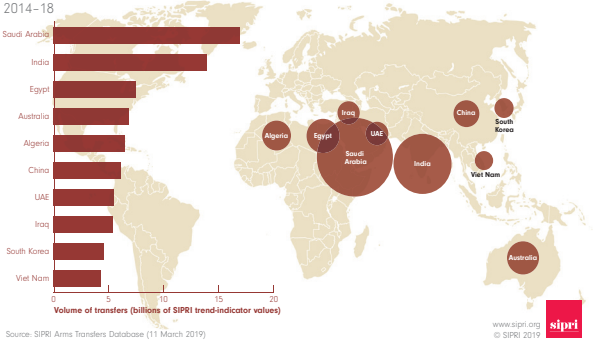 2014–18
Saudi Arabia
India
Egypt
Australia
Algeria
China
UAE
Iraq
South Korea
Viet Nam
0 5 10 15 20
Volume of transfers (billions of SIPRI trend-indicator values)
Algeria
Egypt
Iraq
UAE
Saudi
Arabia
India
China
South
Korea
Viet Nam
Australia
Source: SIPRI Arms Transfers Database (11 March 2019)
www.sipri.org
© SIPRI 2019
sipri